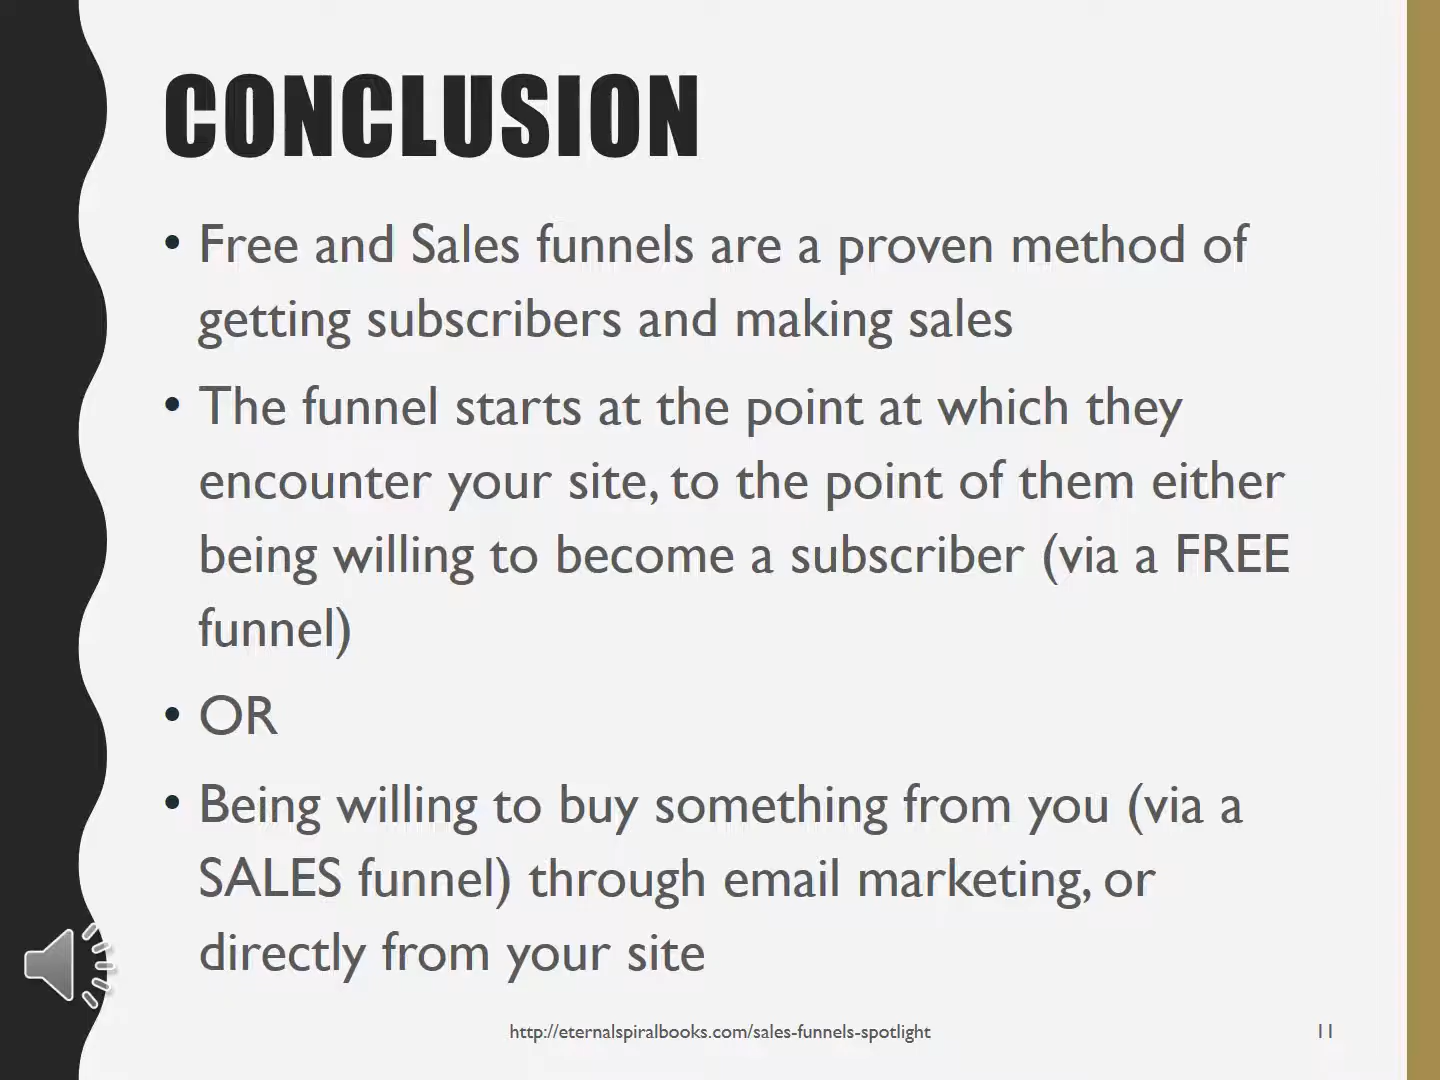 CONCLUSION
• Free and Sales funnels are a proven method of
getting subscribers and making sales
• The funnel starts at the point at which they
encounter your site, to the point of them either
being willing to become a subscriber (via a FREE
funnel)
• OR
• Being willing to buy something from you (via a
SALES funnel) through email marketing, or
directly from your site
http://eternalspiralbooks.com/sales-funnels-spotlight
11